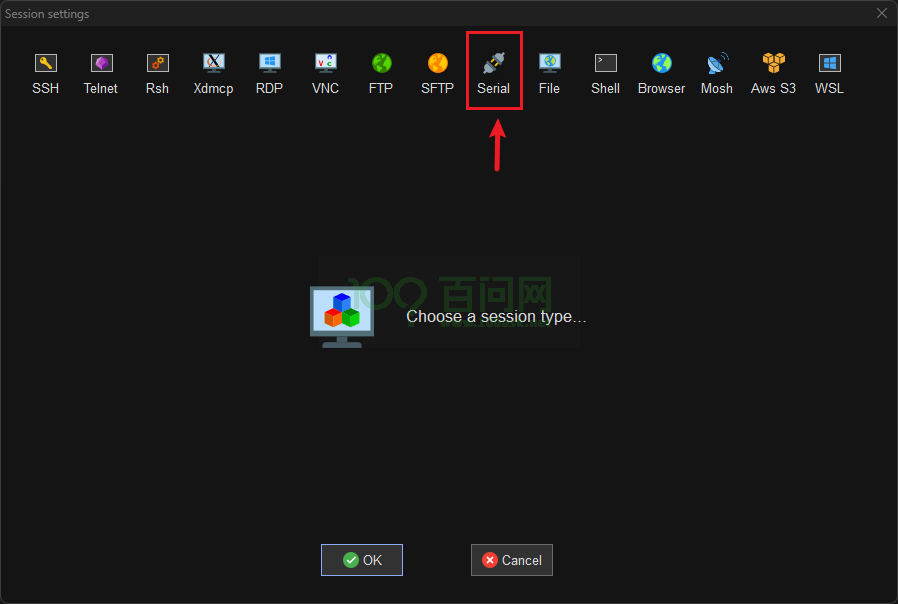 Session settings
SSH Telnet Rsh Xdmcp RDP VNC FTP SFTP Serial File Shell Browser Mosh Aws S3 WSL
100 百问网
Choose a session type...
OK Cancel